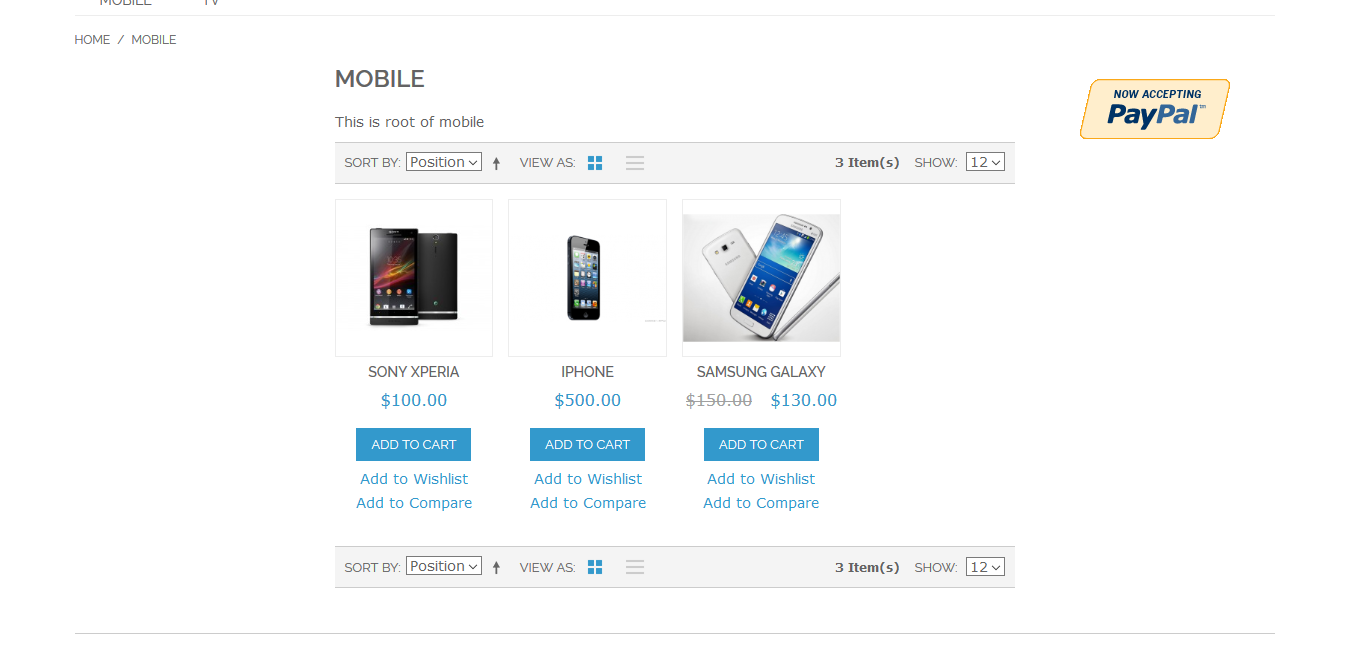 MOBILE TV
HOME / MOBILE
MOBILE
NOW ACCEPTING
PayPal™
This is root of mobile
SORT BY: Position VIEW AS: 3 Item(s) SHOW: 12
SONY XPERIA IPHONE SAMSUNG GALAXY
$100.00 $500.00 $150.00 $130.00
ADD TO CART ADD TO CART ADD TO CART
Add to Wishlist Add to Wishlist Add to Wishlist
Add to Compare Add to Compare Add to Compare
SORT BY: Position VIEW AS: 3 Item(s) SHOW: 12